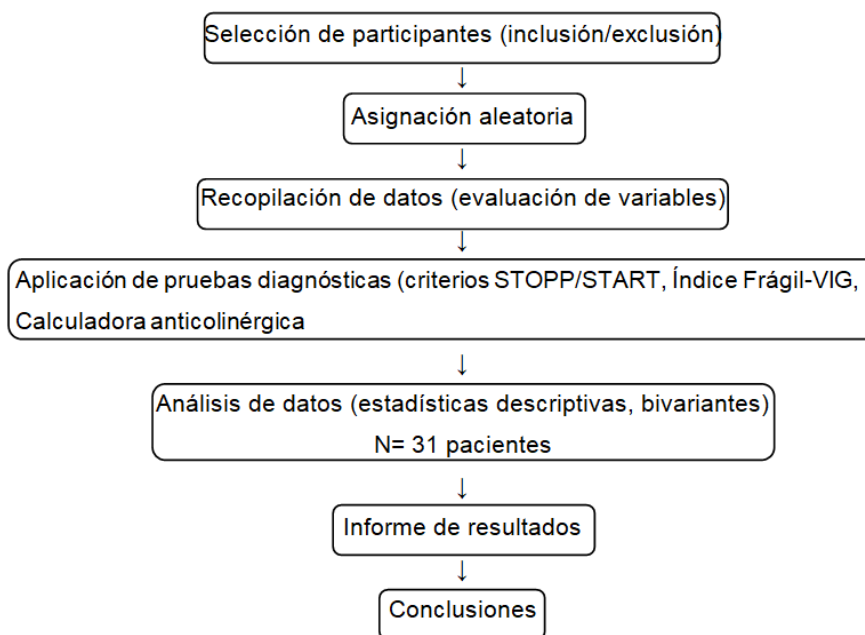 Selección de participantes (inclusión/exclusión)
↓
Asignación aleatoria
↓
Recopilación de datos (evaluación de variables)
↓
Aplicación de pruebas diagnósticas (criterios STOPP/START, Índice Frágil-VIG,
Calculadora anticolinérgica
↓
Análisis de datos (estadísticas descriptivas, bivariantes)
N= 31 pacientes
↓
Informe de resultados
↓
Conclusiones